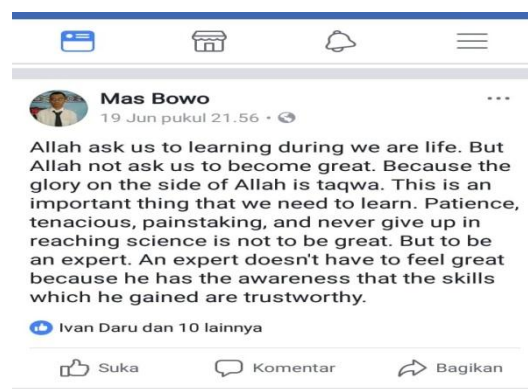 Mas Bowo
19 Jun pukul 21.56 •
Allah ask us to learning during we are life. But
Allah not ask us to become great. Because the
glory on the side of Allah is taqwa. This is an
important thing that we need to learn. Patience,
tenacious, painstaking, and never give up in
reaching science is not to be great. But to be
an expert. An expert doesn't have to feel great
because he has the awareness that the skills
which he gained are trustworthy.
Ivan Daru dan 10 lainnya
Suka Komentar Bagikan